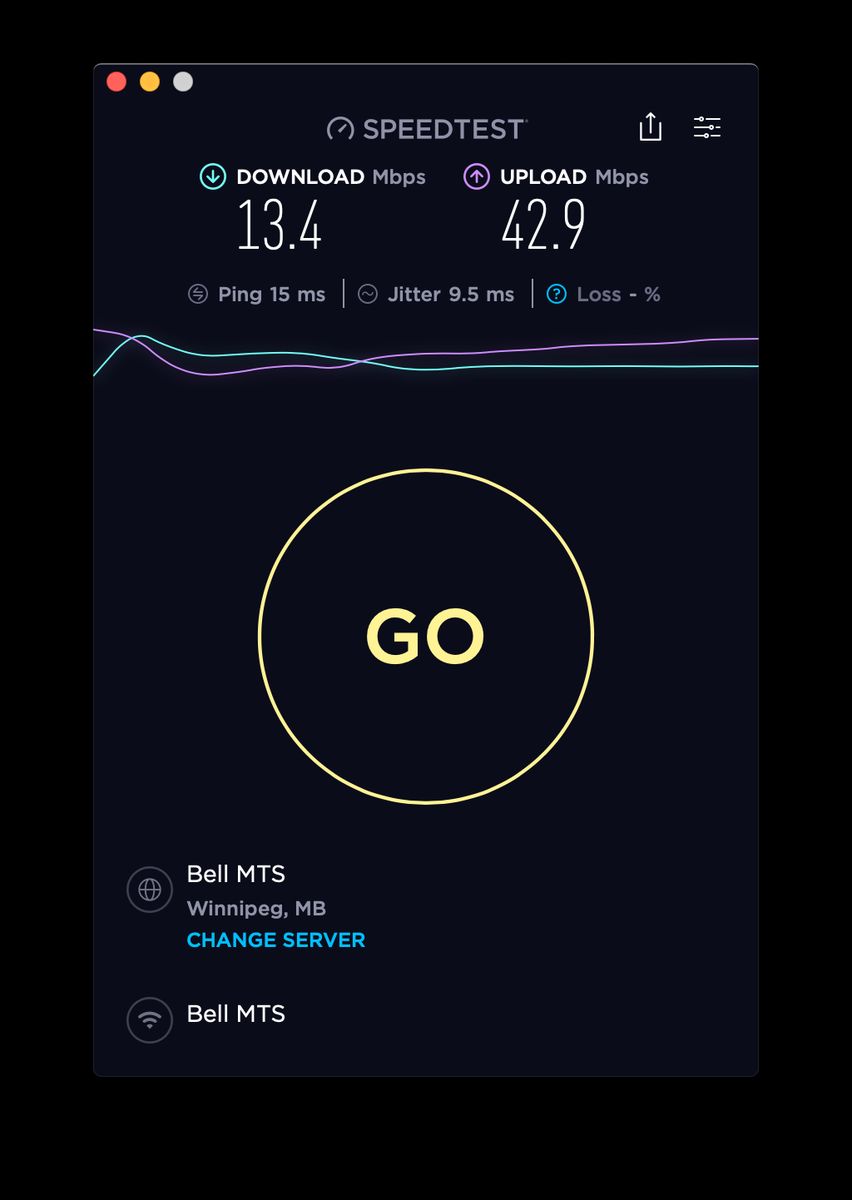 SPEEDTEST
DOWNLOAD Mbps UPLOAD Mbps
13.4 42.9
Ping 15 ms Jitter 9.5 ms ? Loss - %
GO
Bell MTS
Winnipeg, MB
CHANGE SERVER
Bell MTS